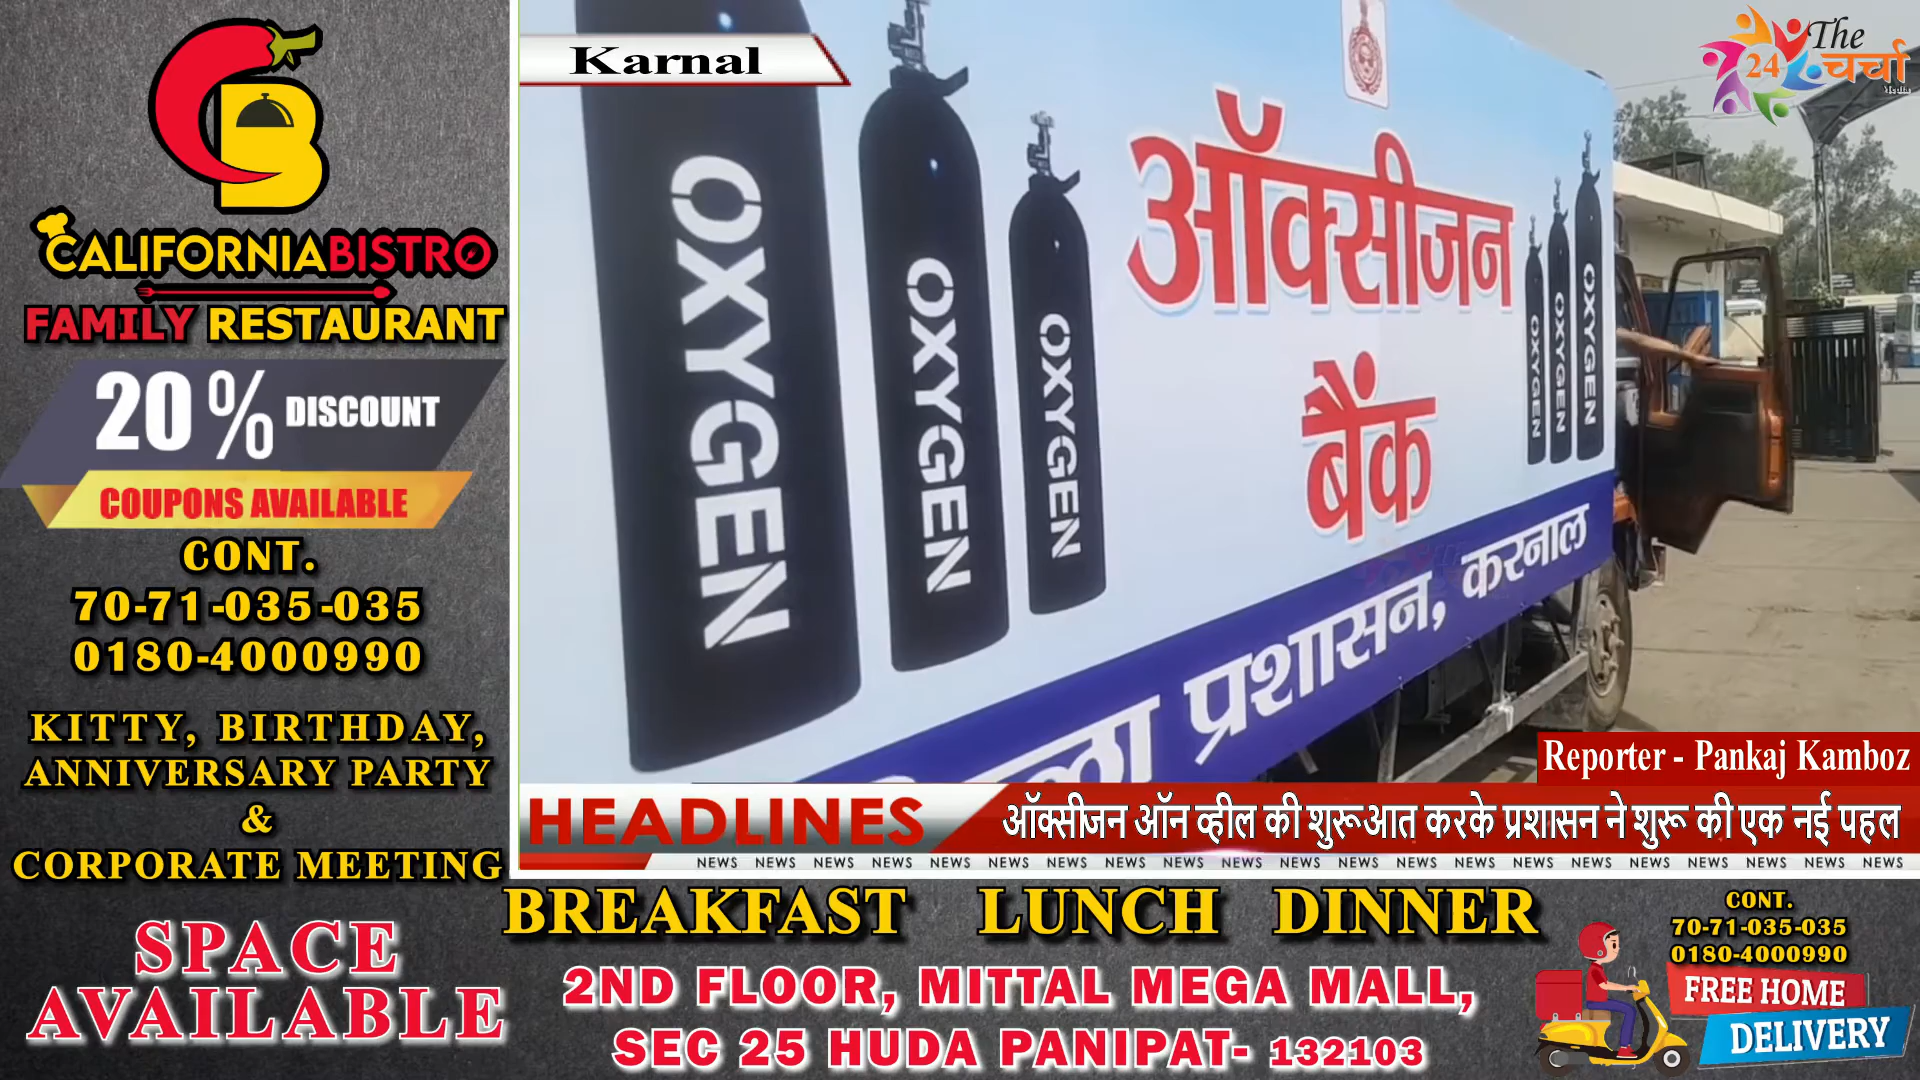 CB
CALIFORNIABISTRO
FAMILY RESTAURANT
20% DISCOUNT
COUPONS AVAILABLE
CONT.
70-71-035-035
0180-4000990
KITTY, BIRTHDAY,
ANNIVERSARY PARTY
&
CORPORATE MEETING
SPACE
AVAILABLE
Karnal
The
24 चर्चा
Media
OXYGEN
OXYGEN
OXYGEN
ऑक्सीजन
बैंक
OXYGEN
OXYGEN
OXYGEN
प्रशासन, करनाल
Reporter - Pankaj Kamboz
HEADLINES
ऑक्सीजन ऑन व्हील की शुरूआत करके प्रशासन ने शुरू की एक नई पहल
NEWS NEWS NEWS NEWS NEWS NEWS NEWS NEWS NEWS NEWS NEWS NEWS NEWS NEWS NEWS NEWS NEWS NEWS NEWS NEWS NEWS
BREAKFAST LUNCH DINNER
2ND FLOOR, MITTAL MEGA MALL,
SEC 25 HUDA PANIPAT- 132103
CONT.
70-71-035-035
0180-4000990
FREE HOME
DELIVERY